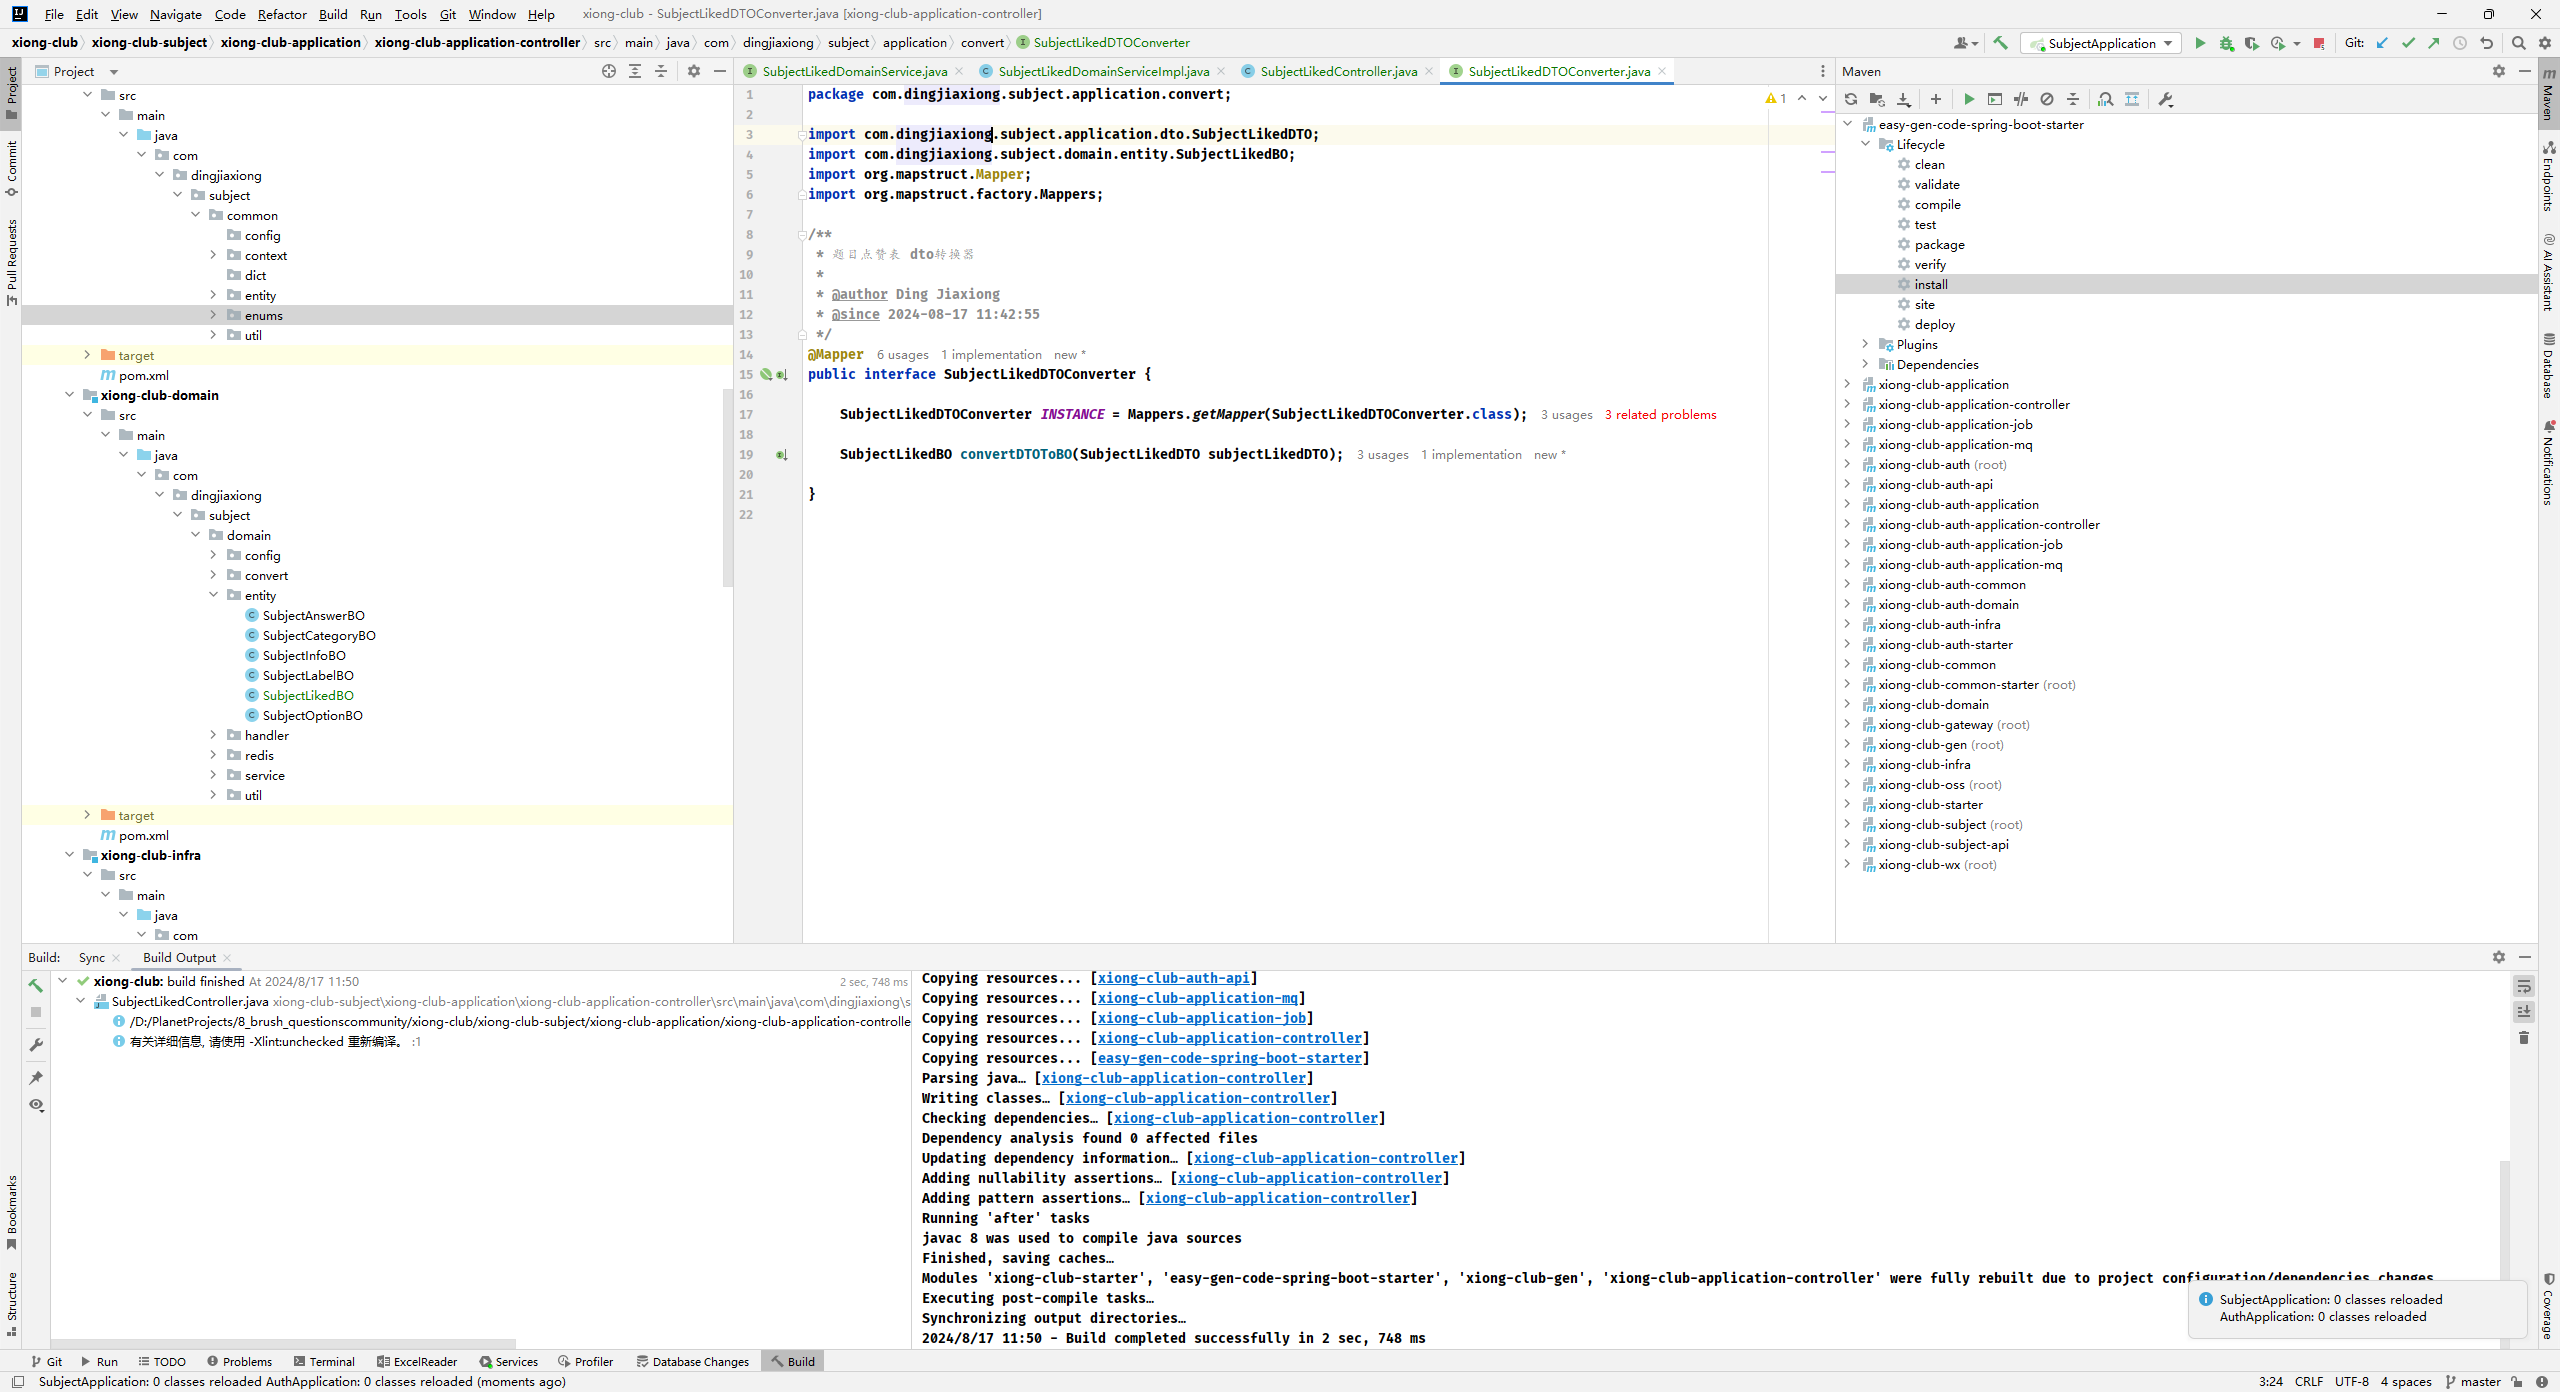 File Edit View Navigate Code Refactor Build Run Tools Git Window Help xiong-club - SubjectLikedDTOConverter.java [xiong-club-application-controller]
xiong-club xiong-club-subject xiong-club-application xiong-club-application-controller src main java com dingjiaxiong subject application convert SubjectLikedDTOConverter SubjectApplication Git:
Project
src
main
java
com
dingjiaxiong
subject
common
config
context
dict
entity
enums
util
target
pom.xml
xiong-club-domain
src
main
java
com
dingjiaxiong
subject
domain
config
convert
entity
SubjectAnswerBO
SubjectCategoryBO
SubjectInfoBO
SubjectLabelBO
SubjectLikedBO
SubjectOptionBO
handler
redis
service
util
target
pom.xml
xiong-club-infra
src
main
java
com
SubjectLikedDomainService.java SubjectLikedDomainServiceImpl.java SubjectLikedController.java SubjectLikedDTOConverter.java
1 package com.dingjiaxiong.subject.application.convert; 1
2
3 import com.dingjiaxiong.subject.application.dto.SubjectLikedDTO;
4 import com.dingjiaxiong.subject.domain.entity.SubjectLikedBO;
5 import org.mapstruct.Mapper;
6 import org.mapstruct.factory.Mappers;
7
8 /**
9 * 题目点赞表 dto转换器
10 *
11 * @author Ding Jiaxiong
12 * @since 2024-08-17 11:42:55
13 */
14 @Mapper 6 usages 1 implementation new *
15 public interface SubjectLikedDTOConverter {
16
17 SubjectLikedDTOConverter INSTANCE = Mappers.getMapper(SubjectLikedDTOConverter.class); 3 usages 3 related problems
18
19 SubjectLikedBO convertDTOToBO(SubjectLikedDTO subjectLikedDTO); 3 usages 1 implementation new *
20
21 }
22
Maven
easy-gen-code-spring-boot-starter
Lifecycle
clean
validate
compile
test
package
verify
install
site
deploy
Plugins
Dependencies
xiong-club-application
xiong-club-application-controller
xiong-club-application-job
xiong-club-application-mq
xiong-club-auth (root)
xiong-club-auth-api
xiong-club-auth-application
xiong-club-auth-application-controller
xiong-club-auth-application-job
xiong-club-auth-application-mq
xiong-club-auth-common
xiong-club-auth-domain
xiong-club-auth-infra
xiong-club-auth-starter
xiong-club-common
xiong-club-common-starter (root)
xiong-club-domain
xiong-club-gateway (root)
xiong-club-gen (root)
xiong-club-infra
xiong-club-oss (root)
xiong-club-starter
xiong-club-subject (root)
xiong-club-subject-api
xiong-club-wx (root)
Project
Commit
Pull Requests
Bookmarks
Structure
Maven
Endpoints
AI Assistant
Database
Notifications
Coverage
Build: Sync Build Output
xiong-club: build finished At 2024/8/17 11:50 2 sec, 748 ms
SubjectLikedController.java xiong-club-subject\xiong-club-application\xiong-club-application-controller\src\main\java\com\dingjiaxiong\s
/D:/PlanetProjects/8_brush_questionscommunity/xiong-club/xiong-club-subject/xiong-club-application/xiong-club-application-controlle
有关详细信息, 请使用 -Xlint:unchecked 重新编译。 :1
Copying resources... [xiong-club-auth-api]
Copying resources... [xiong-club-application-mq]
Copying resources... [xiong-club-application-job]
Copying resources... [xiong-club-application-controller]
Copying resources... [easy-gen-code-spring-boot-starter]
Parsing java… [xiong-club-application-controller]
Writing classes… [xiong-club-application-controller]
Checking dependencies… [xiong-club-application-controller]
Dependency analysis found 0 affected files
Updating dependency information… [xiong-club-application-controller]
Adding nullability assertions… [xiong-club-application-controller]
Adding pattern assertions… [xiong-club-application-controller]
Running 'after' tasks
javac 8 was used to compile java sources
Finished, saving caches…
Modules 'xiong-club-starter', 'easy-gen-code-spring-boot-starter', 'xiong-club-gen', 'xiong-club-application-controller' were fully rebuilt due to project configuration/dependencies changes
Executing post-compile tasks…
Synchronizing output directories…
2024/8/17 11:50 - Build completed successfully in 2 sec, 748 ms
SubjectApplication: 0 classes reloaded
AuthApplication: 0 classes reloaded
Git Run TODO Problems Terminal ExcelReader Services Profiler Database Changes Build
SubjectApplication: 0 classes reloaded AuthApplication: 0 classes reloaded (moments ago) 3:24 CRLF UTF-8 4 spaces master